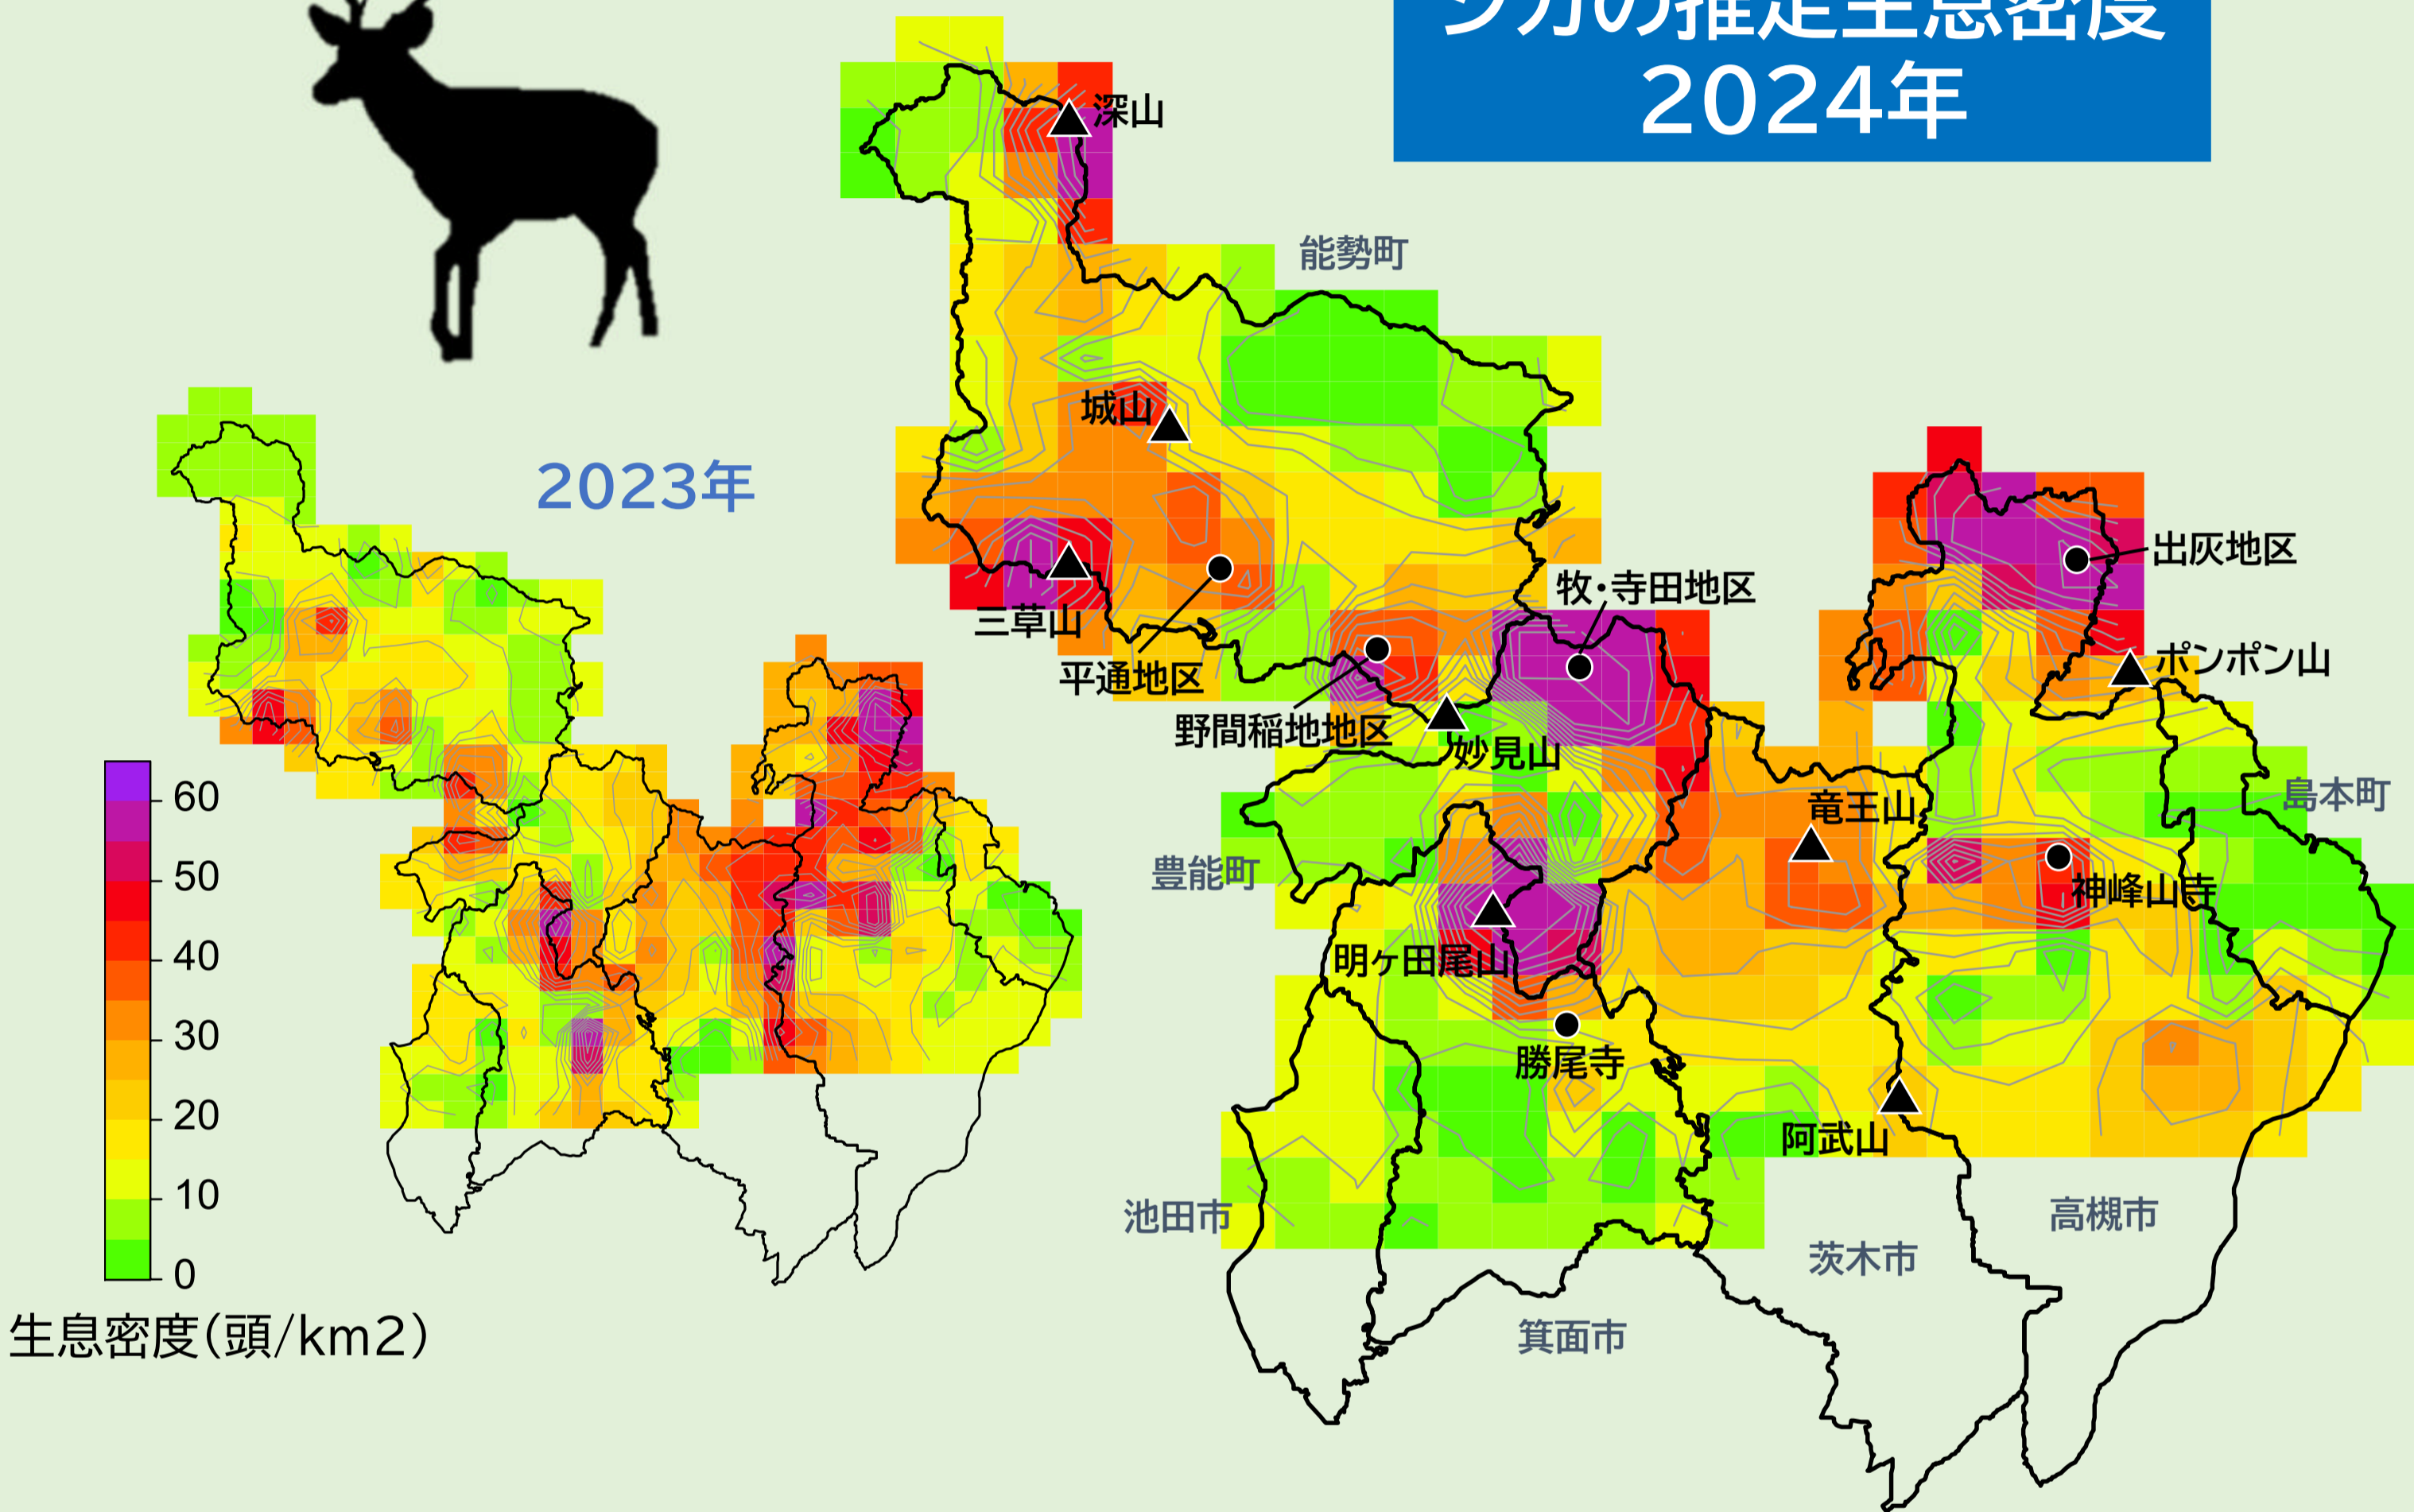 シカの推定生息密度
2024年
深山
能勢町
城山
2023年
三草山
平通地区
野間稲地地区
牧・寺田地区
妙見山
出灰地区
ポンポン山
島本町
竜王山
神峰山寺
豊能町
明ヶ田尾山
勝尾寺
阿武山
池田市
高槻市
茨木市
箕面市
60
50
40
30
20
10
0
生息密度(頭/km2)